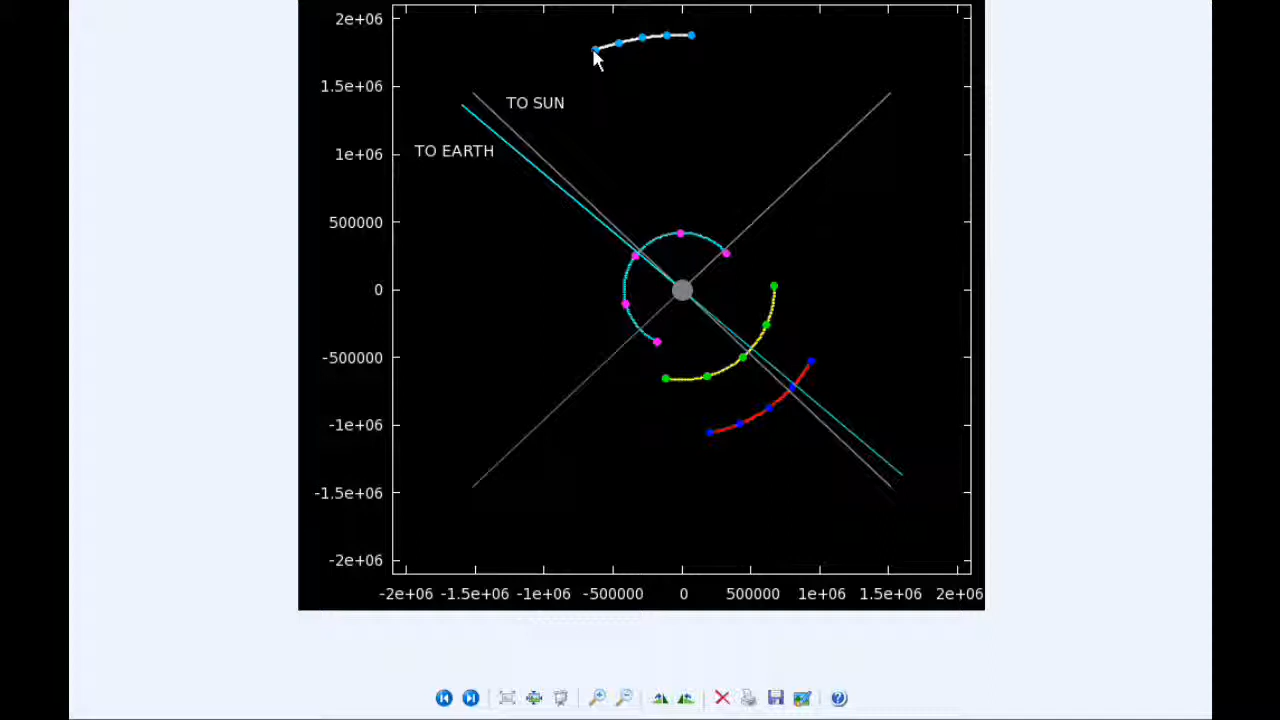 2e+06
1.5e+06
TO SUN
TO EARTH
1e+06
500000
0
-500000
-1e+06
-1.5e+06
-2e+06
-2e+06 -1.5e+06 -1e+06 -500000 0 500000 1e+06 1.5e+06 2e+06